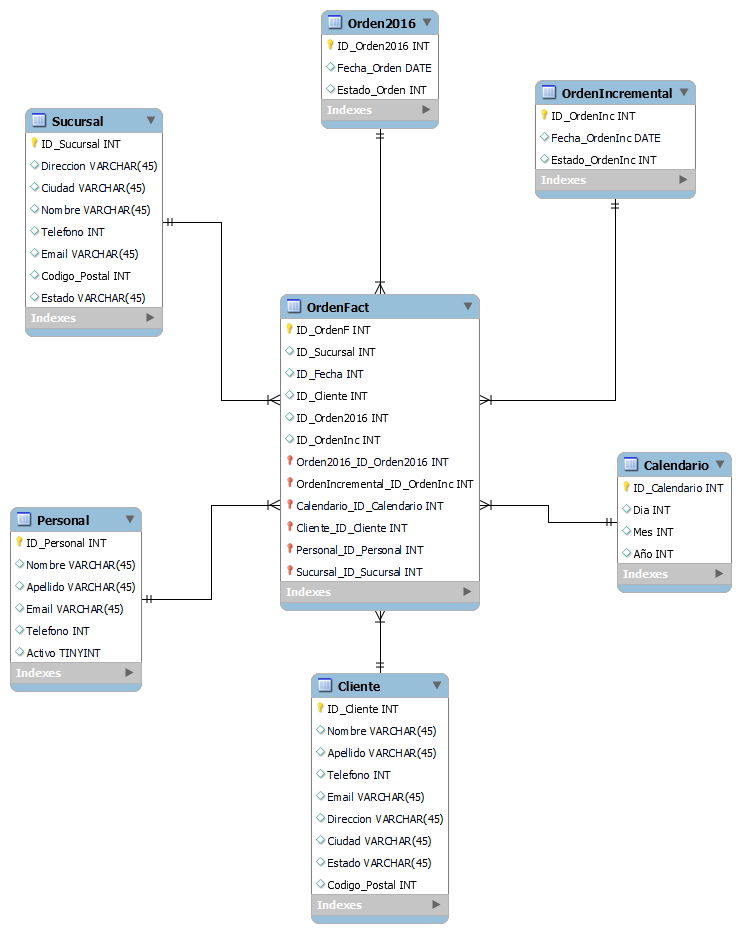 Orden2016
ID_Orden2016 INT
Fecha_Orden DATE
Estado_Orden INT
Indexes
OrdenIncremental
ID_OrdenInc INT
Fecha_OrdenInc DATE
Estado_OrdenInc INT
Indexes
Sucursal
ID_Sucursal INT
Direccion VARCHAR(45)
Ciudad VARCHAR(45)
Nombre VARCHAR(45)
Telefono INT
Email VARCHAR(45)
Codigo_Postal INT
Estado VARCHAR(45)
Indexes
OrdenFact
ID_OrdenF INT
ID_Sucursal INT
ID_Fecha INT
ID_Cliente INT
ID_Orden2016 INT
ID_OrdenInc INT
Orden2016_ID_Orden2016 INT
OrdenIncremental_ID_OrdenInc INT
Calendario_ID_Calendario INT
Cliente_ID_Cliente INT
Personal_ID_Personal INT
Sucursal_ID_Sucursal INT
Indexes
Calendario
ID_Calendario INT
Dia INT
Mes INT
Año INT
Indexes
Personal
ID_Personal INT
Nombre VARCHAR(45)
Apellido VARCHAR(45)
Email VARCHAR(45)
Telefono INT
Activo TINYINT
Indexes
Cliente
ID_Cliente INT
Nombre VARCHAR(45)
Apellido VARCHAR(45)
Telefono INT
Email VARCHAR(45)
Direccion VARCHAR(45)
Ciudad VARCHAR(45)
Estado VARCHAR(45)
Codigo_Postal INT
Indexes